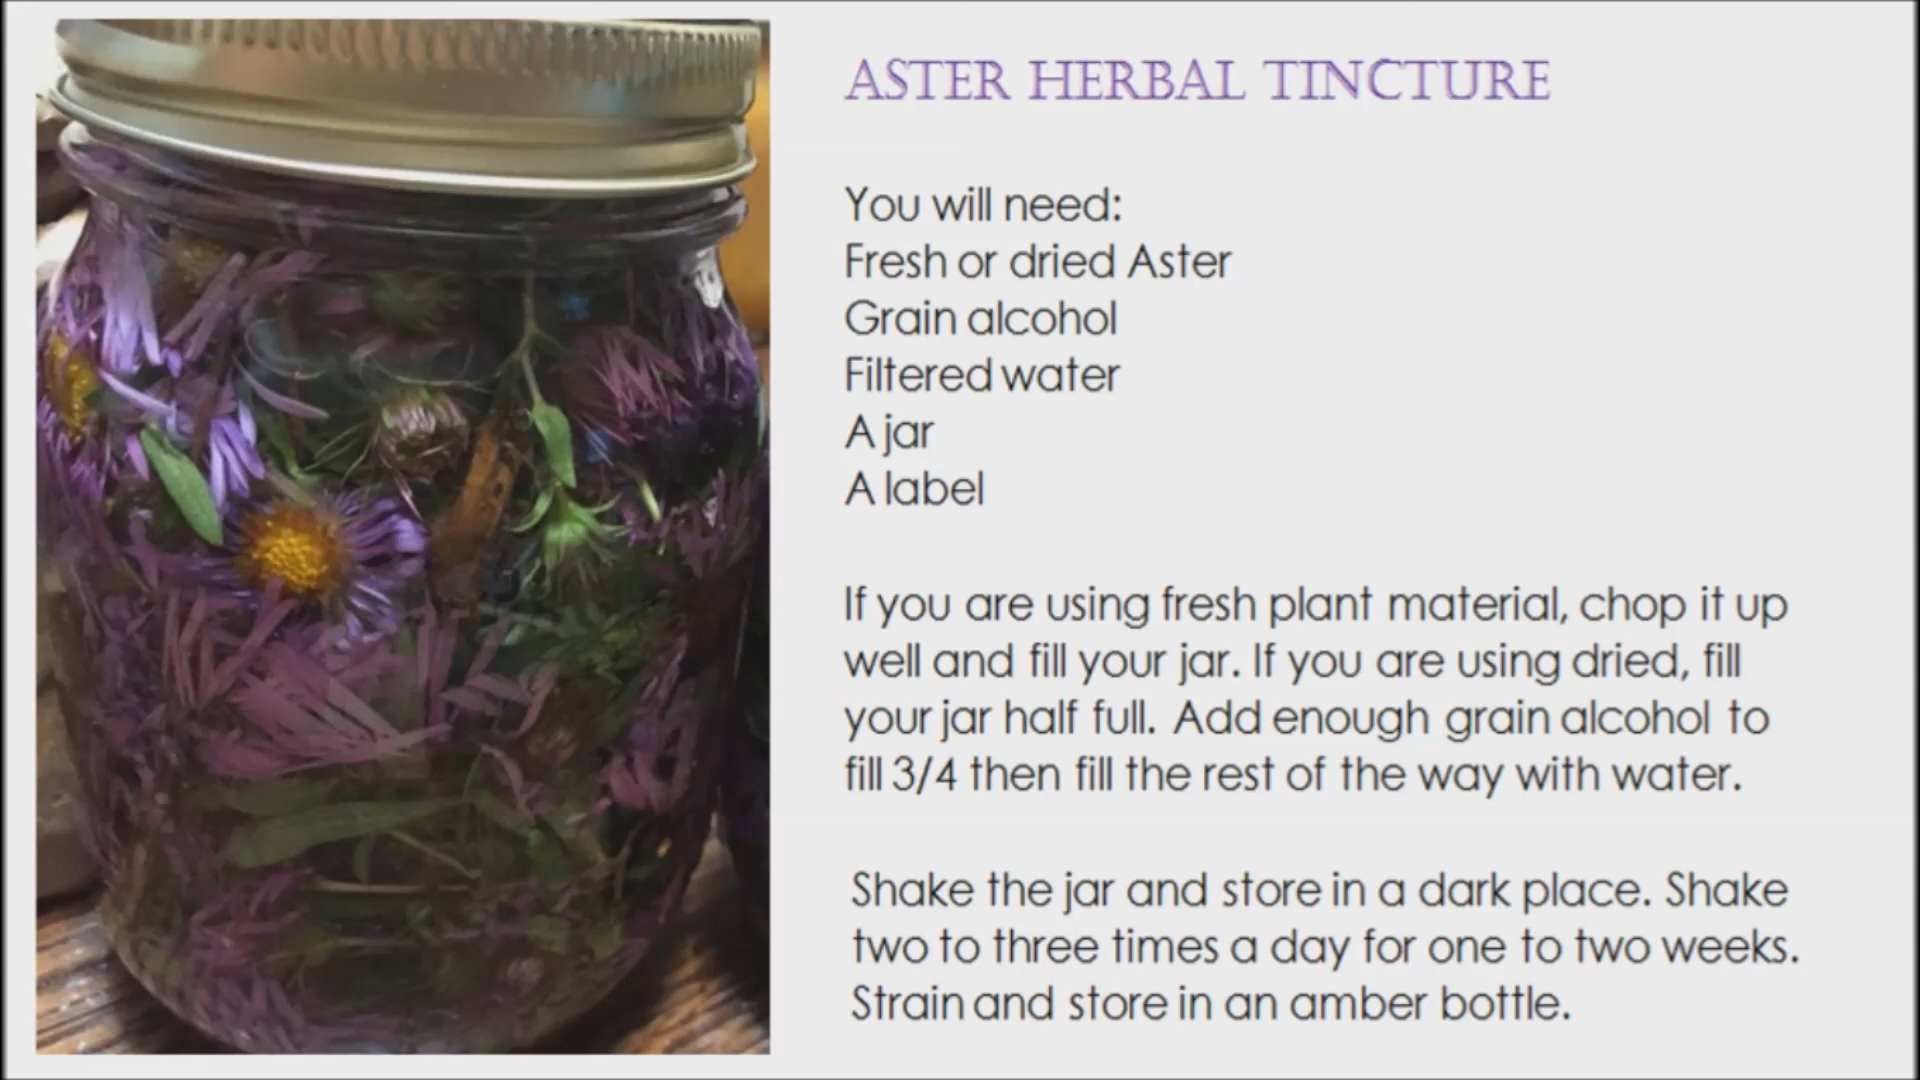 ASTER HERBAL TINCTURE
You will need:
Fresh or dried Aster
Grain alcohol
Filtered water
A jar
A label
If you are using fresh plant material, chop it up
well and fill your jar. If you are using dried, fill
your jar half full. Add enough grain alcohol to
fill 3/4 then fill the rest of the way with water.
Shake the jar and store in a dark place. Shake
two to three times a day for one to two weeks.
Strain and store in an amber bottle.